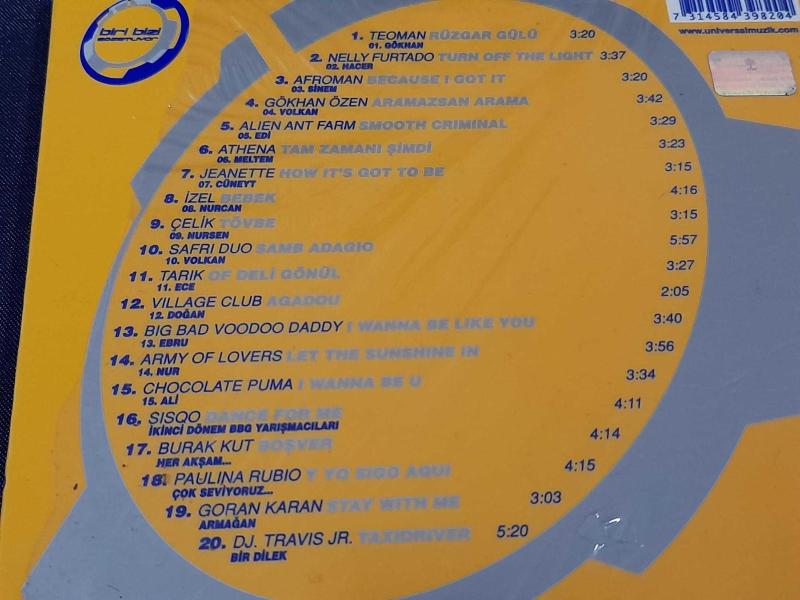 biri bizi
gözetliyor
7 314584 398204
www.universalmuzik.com
1. TEOMAN RÜZGAR GÜLÜ 3:20
01. GÖKHAN
2. NELLY FURTADO TURN OFF THE LIGHT 3:37
02. HACER
3. AFROMAN BECAUSE I GOT IT 3:20
03. SİNEM
4. GÖKHAN ÖZEN ARAMAZSAN ARAMA 3:42
04. VOLKAN
5. ALIEN ANT FARM SMOOTH CRIMINAL 3:29
05. EDİ
6. ATHENA TAM ZAMANI ŞİMDİ 3:23
06. MELTEM
7. JEANETTE HOW IT'S GOT TO BE 3:15
07. CÜNEYT
8. İZEL BEBEK 4:16
08. NURCAN
9. ÇELİK TÖVBE 3:15
09. NURSEN
10. SAFRI DUO SAMB ADAGIO 5:57
10. VOLKAN
11. TARIK OF DELİ GÖNÜL 3:27
11. ECE
12. VILLAGE CLUB AGADOU 2:05
12. DOĞAN
13. BIG BAD VOODOO DADDY I WANNA BE LIKE YOU 3:40
13. EBRU
14. ARMY OF LOVERS LET THE SUNSHINE IN 3:56
14. NUR
15. CHOCOLATE PUMA I WANNA BE U 3:34
15. ALİ
16. SISQO DANCE FOR ME 4:11
İKİNCİ DÖNEM BBG YARIŞMACILARI
17. BURAK KUT BOŞVER 4:14
HER AKŞAM...
18. PAULINA RUBIO Y YO SIGO AQUI 4:15
ÇOK SEVİYORUZ...
19. GORAN KARAN STAY WITH ME 3:03
ARMAĞAN
20. DJ. TRAVIS JR. TAXIDRIVER 5:20
BİR DİLEK